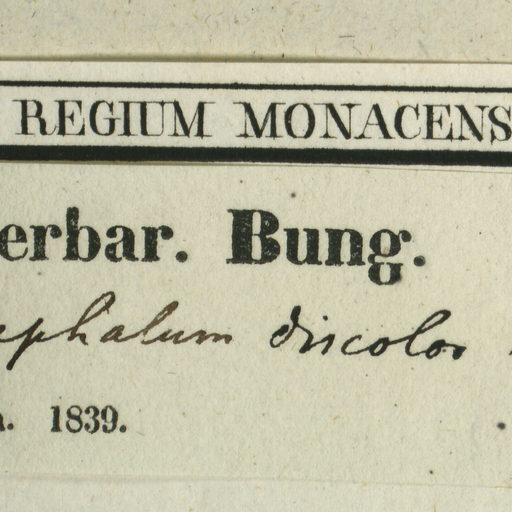 REGIUM MONACENS
erbar. Bung.
ephalum discolor
a. 1839.